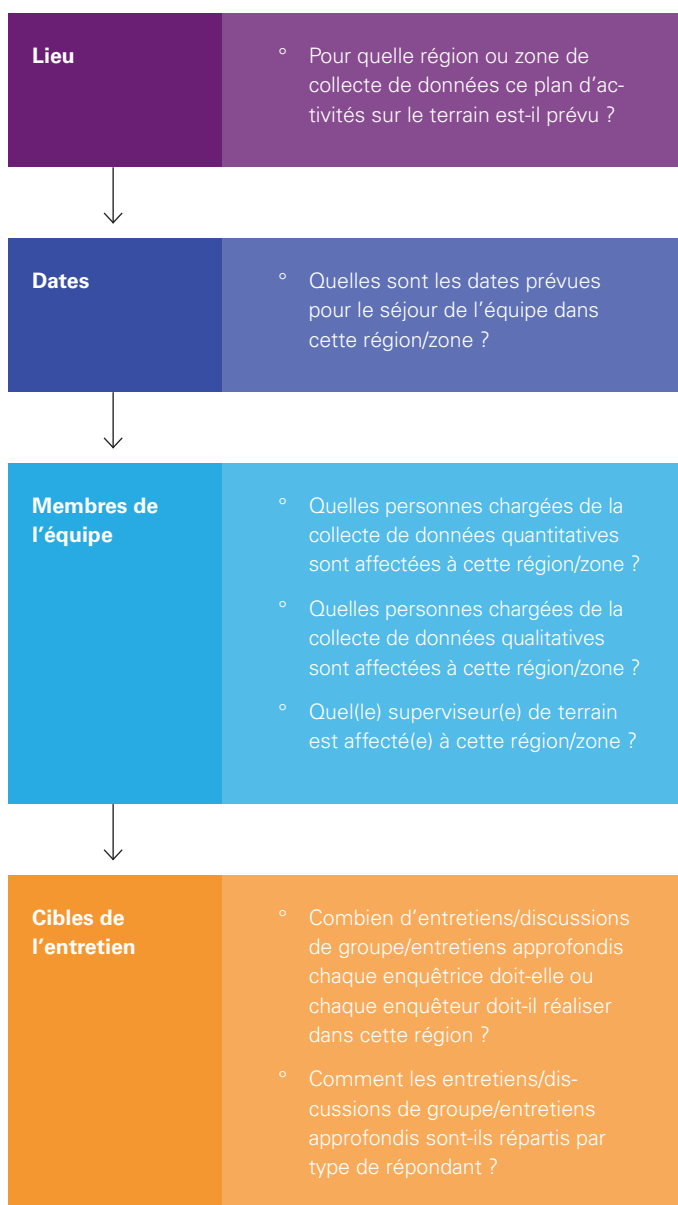 Lieu
° Pour quelle région ou zone de
collecte de données ce plan d’ac-
tivités sur le terrain est-il prévu ?
Dates
° Quelles sont les dates prévues
pour le séjour de l’équipe dans
cette région/zone ?
Membres de
l’équipe
° Quelles personnes chargées de la
collecte de données quantitatives
sont affectées à cette région/zone ?
° Quelles personnes chargées de la
collecte de données qualitatives
sont affectées à cette région/zone ?
° Quel(le) superviseur(e) de terrain
est affecté(e) à cette région/zone ?
Cibles de
l’entretien
° Combien d’entretiens/discussions
de groupe/entretiens approfondis
chaque enquêtrice doit-elle ou
chaque enquêteur doit-il réaliser
dans cette région ?
° Comment les entretiens/dis-
cussions de groupe/entretiens
approfondis sont-ils répartis par
type de répondant ?